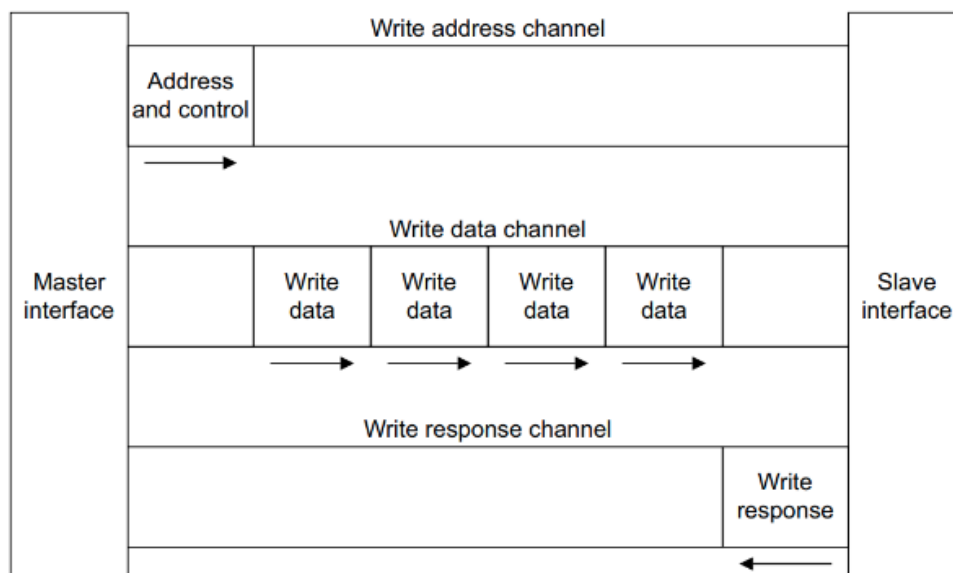 Write address channel
Address
and control
Write data channel
Master
interface
Write
data
Write
data
Write
data
Write
data
Slave
interface
Write response channel
Write
response